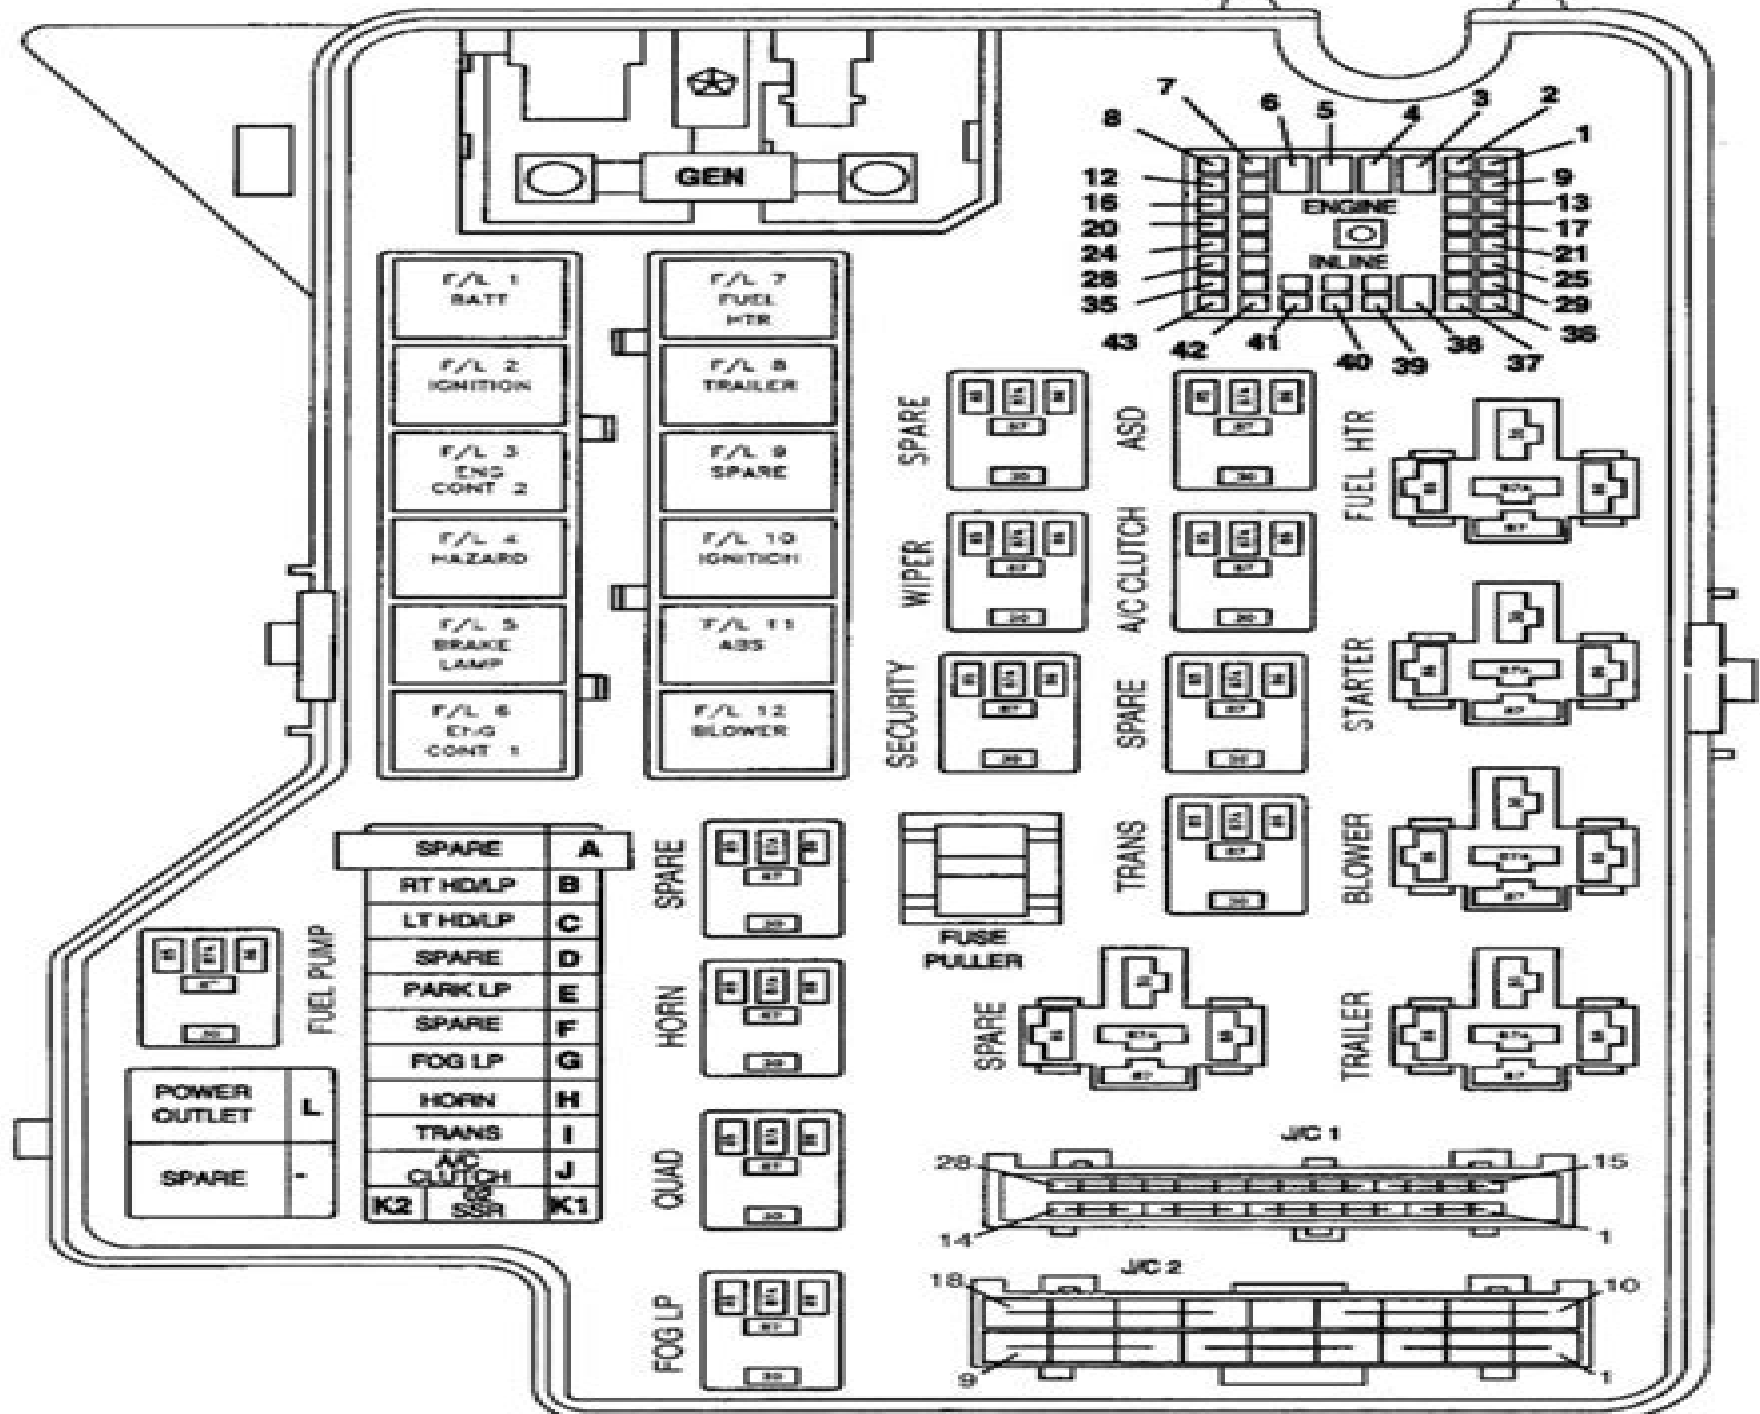 GEN
F/L 1
BATT
F/L 2
IGNITION
F/L 3
ENG
CONT 2
F/L 4
HAZARD
F/L 5
BRAKE
LAMP
F/L 6
ENG
CONT 1
F/L 7
FUEL
HTR
F/L 8
TRAILER
F/L 9
SPARE
F/L 10
IGNITION
F/L 11
ABS
F/L 12
BLOWER
7
6
5
4
3
2
8
1
12
9
16
13
20
17
24
21
28
25
35
29
43
42
41
40
39
38
37
36
ENGINE
INLINE
SPARE
ASD
FUEL HTR
WIPER
A/C CLUTCH
SECURITY
SPARE
STARTER
TRANS
BLOWER
FUSE
PULLER
SPARE
TRAILER
SPARE
HORN
QUAD
FOG LP
FUEL PUMP
SPARE A
RT HD/LP B
LT HD/LP C
SPARE D
PARK LP E
SPARE F
FOG LP G
HORN H
TRANS I
A/C
CLUTCH J
K2 O2
SSR K1
POWER
OUTLET L
SPARE -
J/C 1
28 15
14 1
J/C 2
18 10
9 1